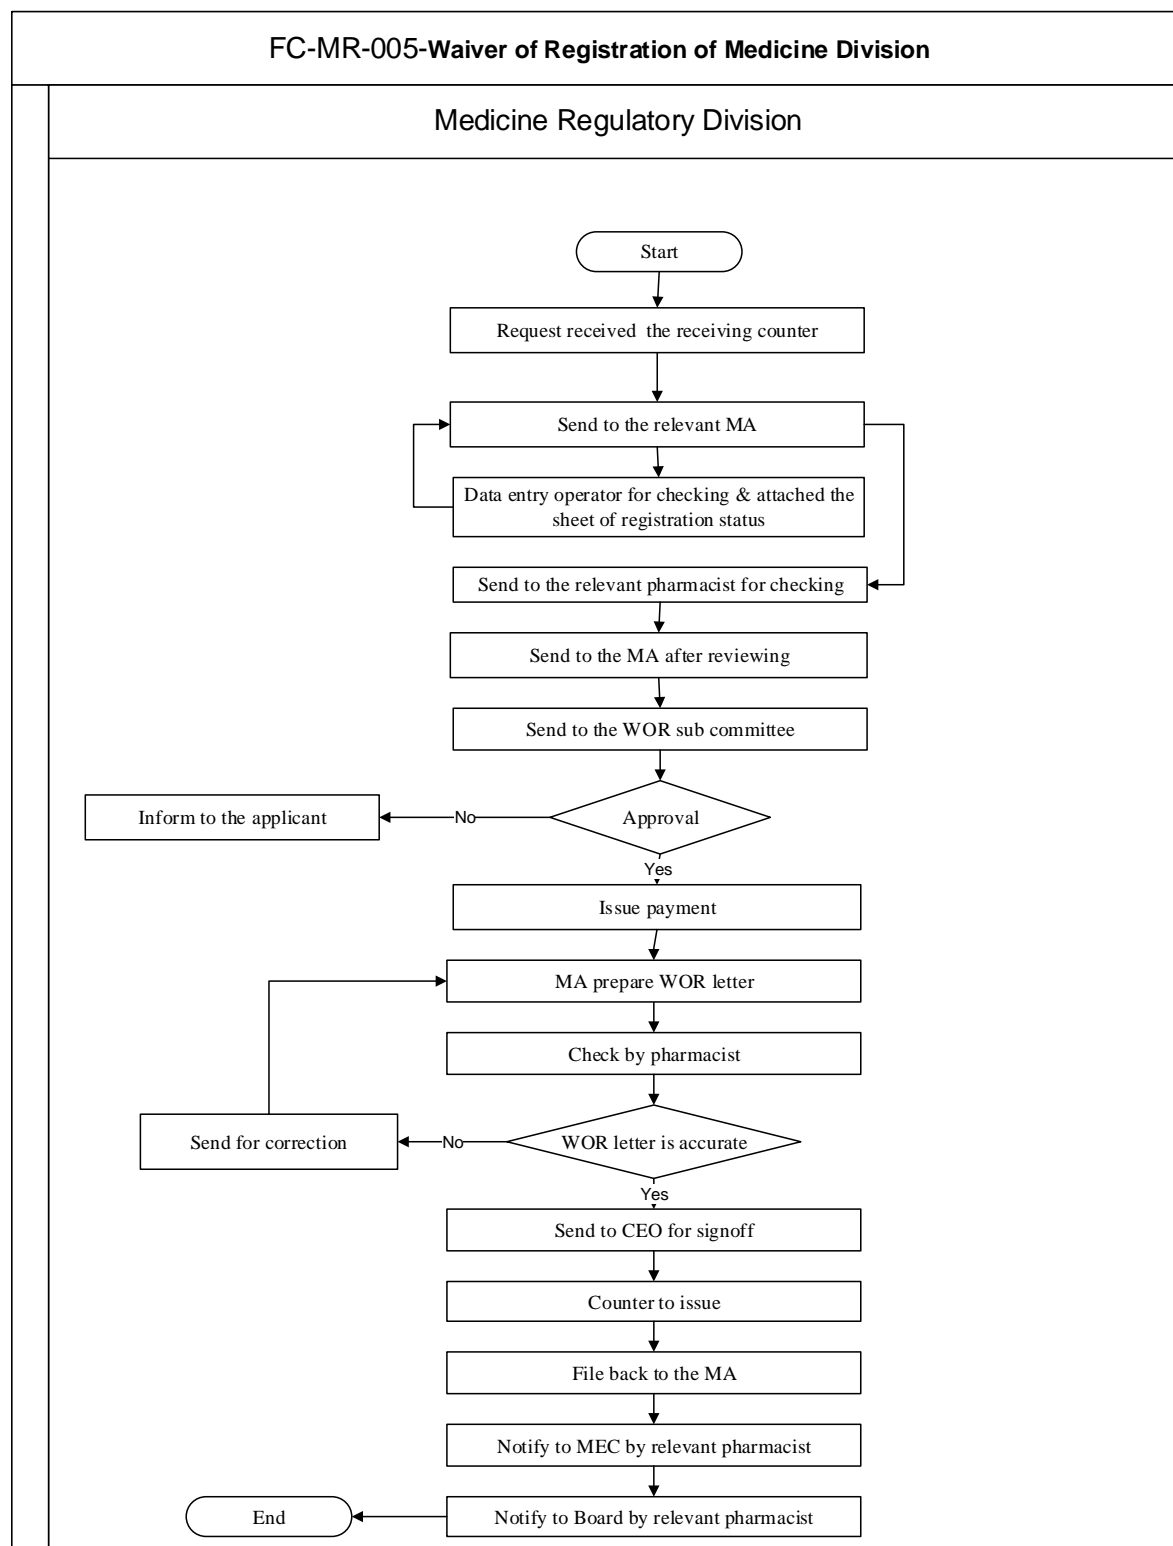 FC-MR-005-Waiver of Registration of Medicine Division
Medicine Regulatory Division
Start
Request received  the receiving counter
Send to the relevant MA
Data entry operator for checking & attached the
sheet of registration status
Send to the relevant pharmacist for checking
Send to the MA after reviewing
Send to the WOR sub committee
Inform to the applicant
No
Approval
Yes
Issue payment
MA prepare WOR letter
Check by pharmacist
Send for correction
No
WOR letter is accurate
Yes
Send to CEO for signoff
Counter to issue
File back to the MA
Notify to MEC by relevant pharmacist
End
Notify to Board by relevant pharmacist